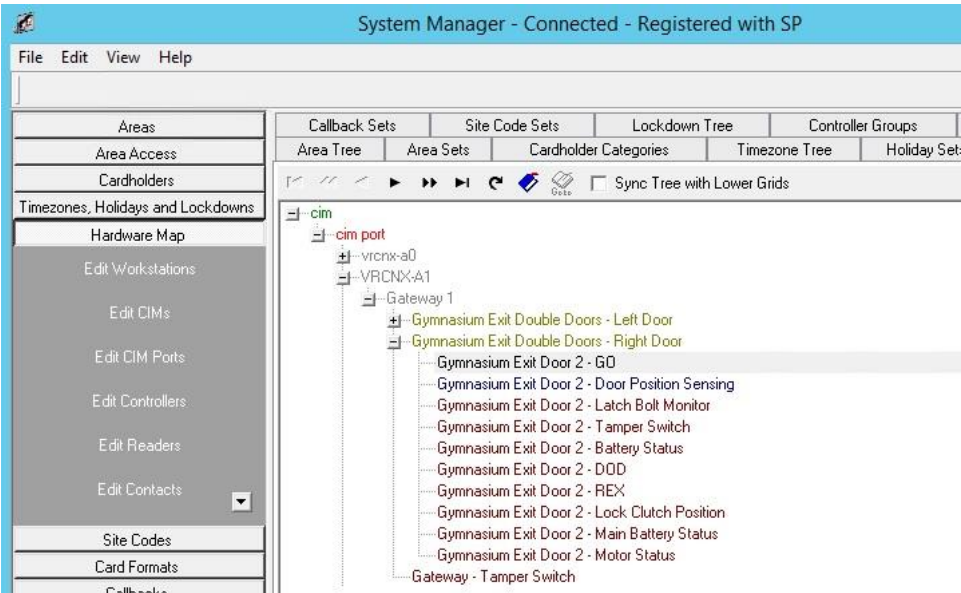 System Manager - Connected - Registered with SP
File Edit View Help
Areas
Area Access
Cardholders
Timezones, Holidays and Lockdowns
Hardware Map
Edit Workstations
Edit CIMs
Edit CIM Ports
Edit Controllers
Edit Readers
Edit Contacts
Site Codes
Card Formats
Callbacks
Callback Sets Site Code Sets Lockdown Tree Controller Groups
Area Tree Area Sets Cardholder Categories Timezone Tree Holiday Set
Goto Sync Tree with Lower Grids
cim
cim port
vrcnx-a0
VRCNX-A1
Gateway 1
Gymnasium Exit Double Doors - Left Door
Gymnasium Exit Double Doors - Right Door
Gymnasium Exit Door 2 - GO
Gymnasium Exit Door 2 - Door Position Sensing
Gymnasium Exit Door 2 - Latch Bolt Monitor
Gymnasium Exit Door 2 - Tamper Switch
Gymnasium Exit Door 2 - Battery Status
Gymnasium Exit Door 2 - DOD
Gymnasium Exit Door 2 - REX
Gymnasium Exit Door 2 - Lock Clutch Position
Gymnasium Exit Door 2 - Main Battery Status
Gymnasium Exit Door 2 - Motor Status
Gateway - Tamper Switch